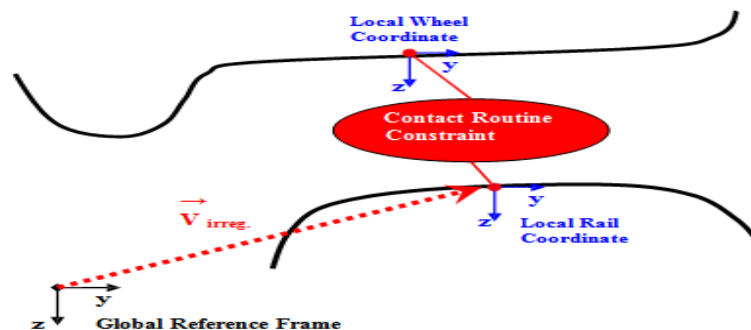 Local Wheel
Coordinate
y
z
Contact Routine
Constraint
V irreg.
y
z
Local Rail
Coordinate
y
z
Global Reference Frame